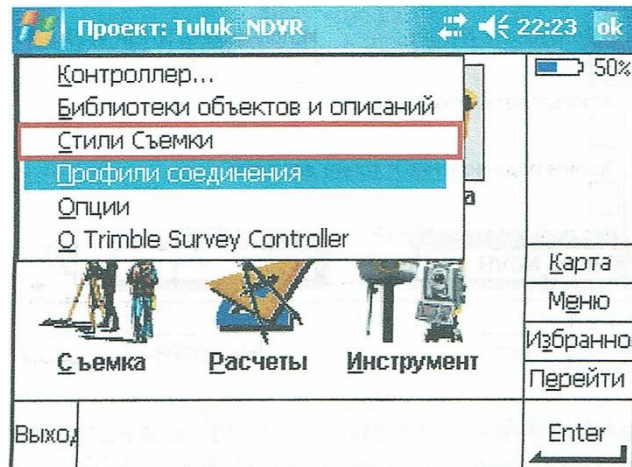 Проект: Tuluk_NDVR
22:23 ok
50%
Контроллер...
Библиотеки объектов и описаний
Стили Съемки
Профили соединения
Опции
О Trimble Survey Controller
а
Съемка
Расчеты
Инструмент
Карта
Меню
Избранно
Перейти
Выход
Enter